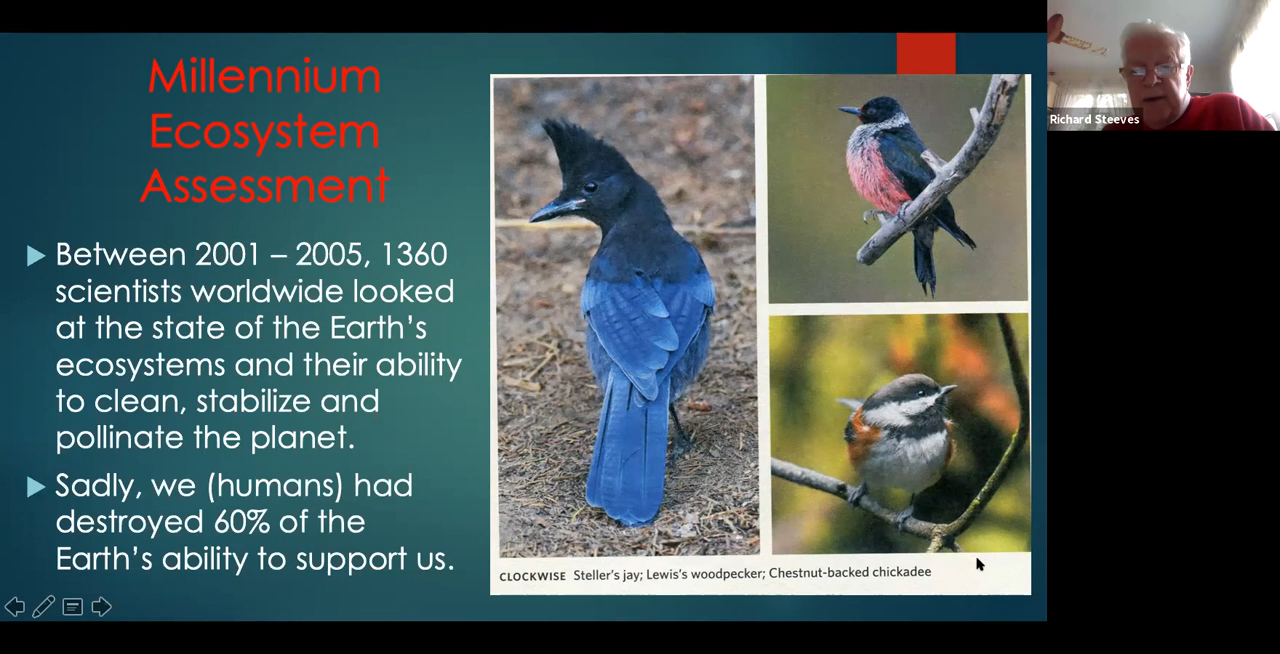 Millennium
Ecosystem
Assessment
Between 2001 – 2005, 1360
scientists worldwide looked
at the state of the Earth’s
ecosystems and their ability
to clean, stabilize and
pollinate the planet.
Sadly, we (humans) had
destroyed 60% of the
Earth’s ability to support us.
CLOCKWISE Steller's jay; Lewis's woodpecker; Chestnut-backed chickadee
Richard Steeves